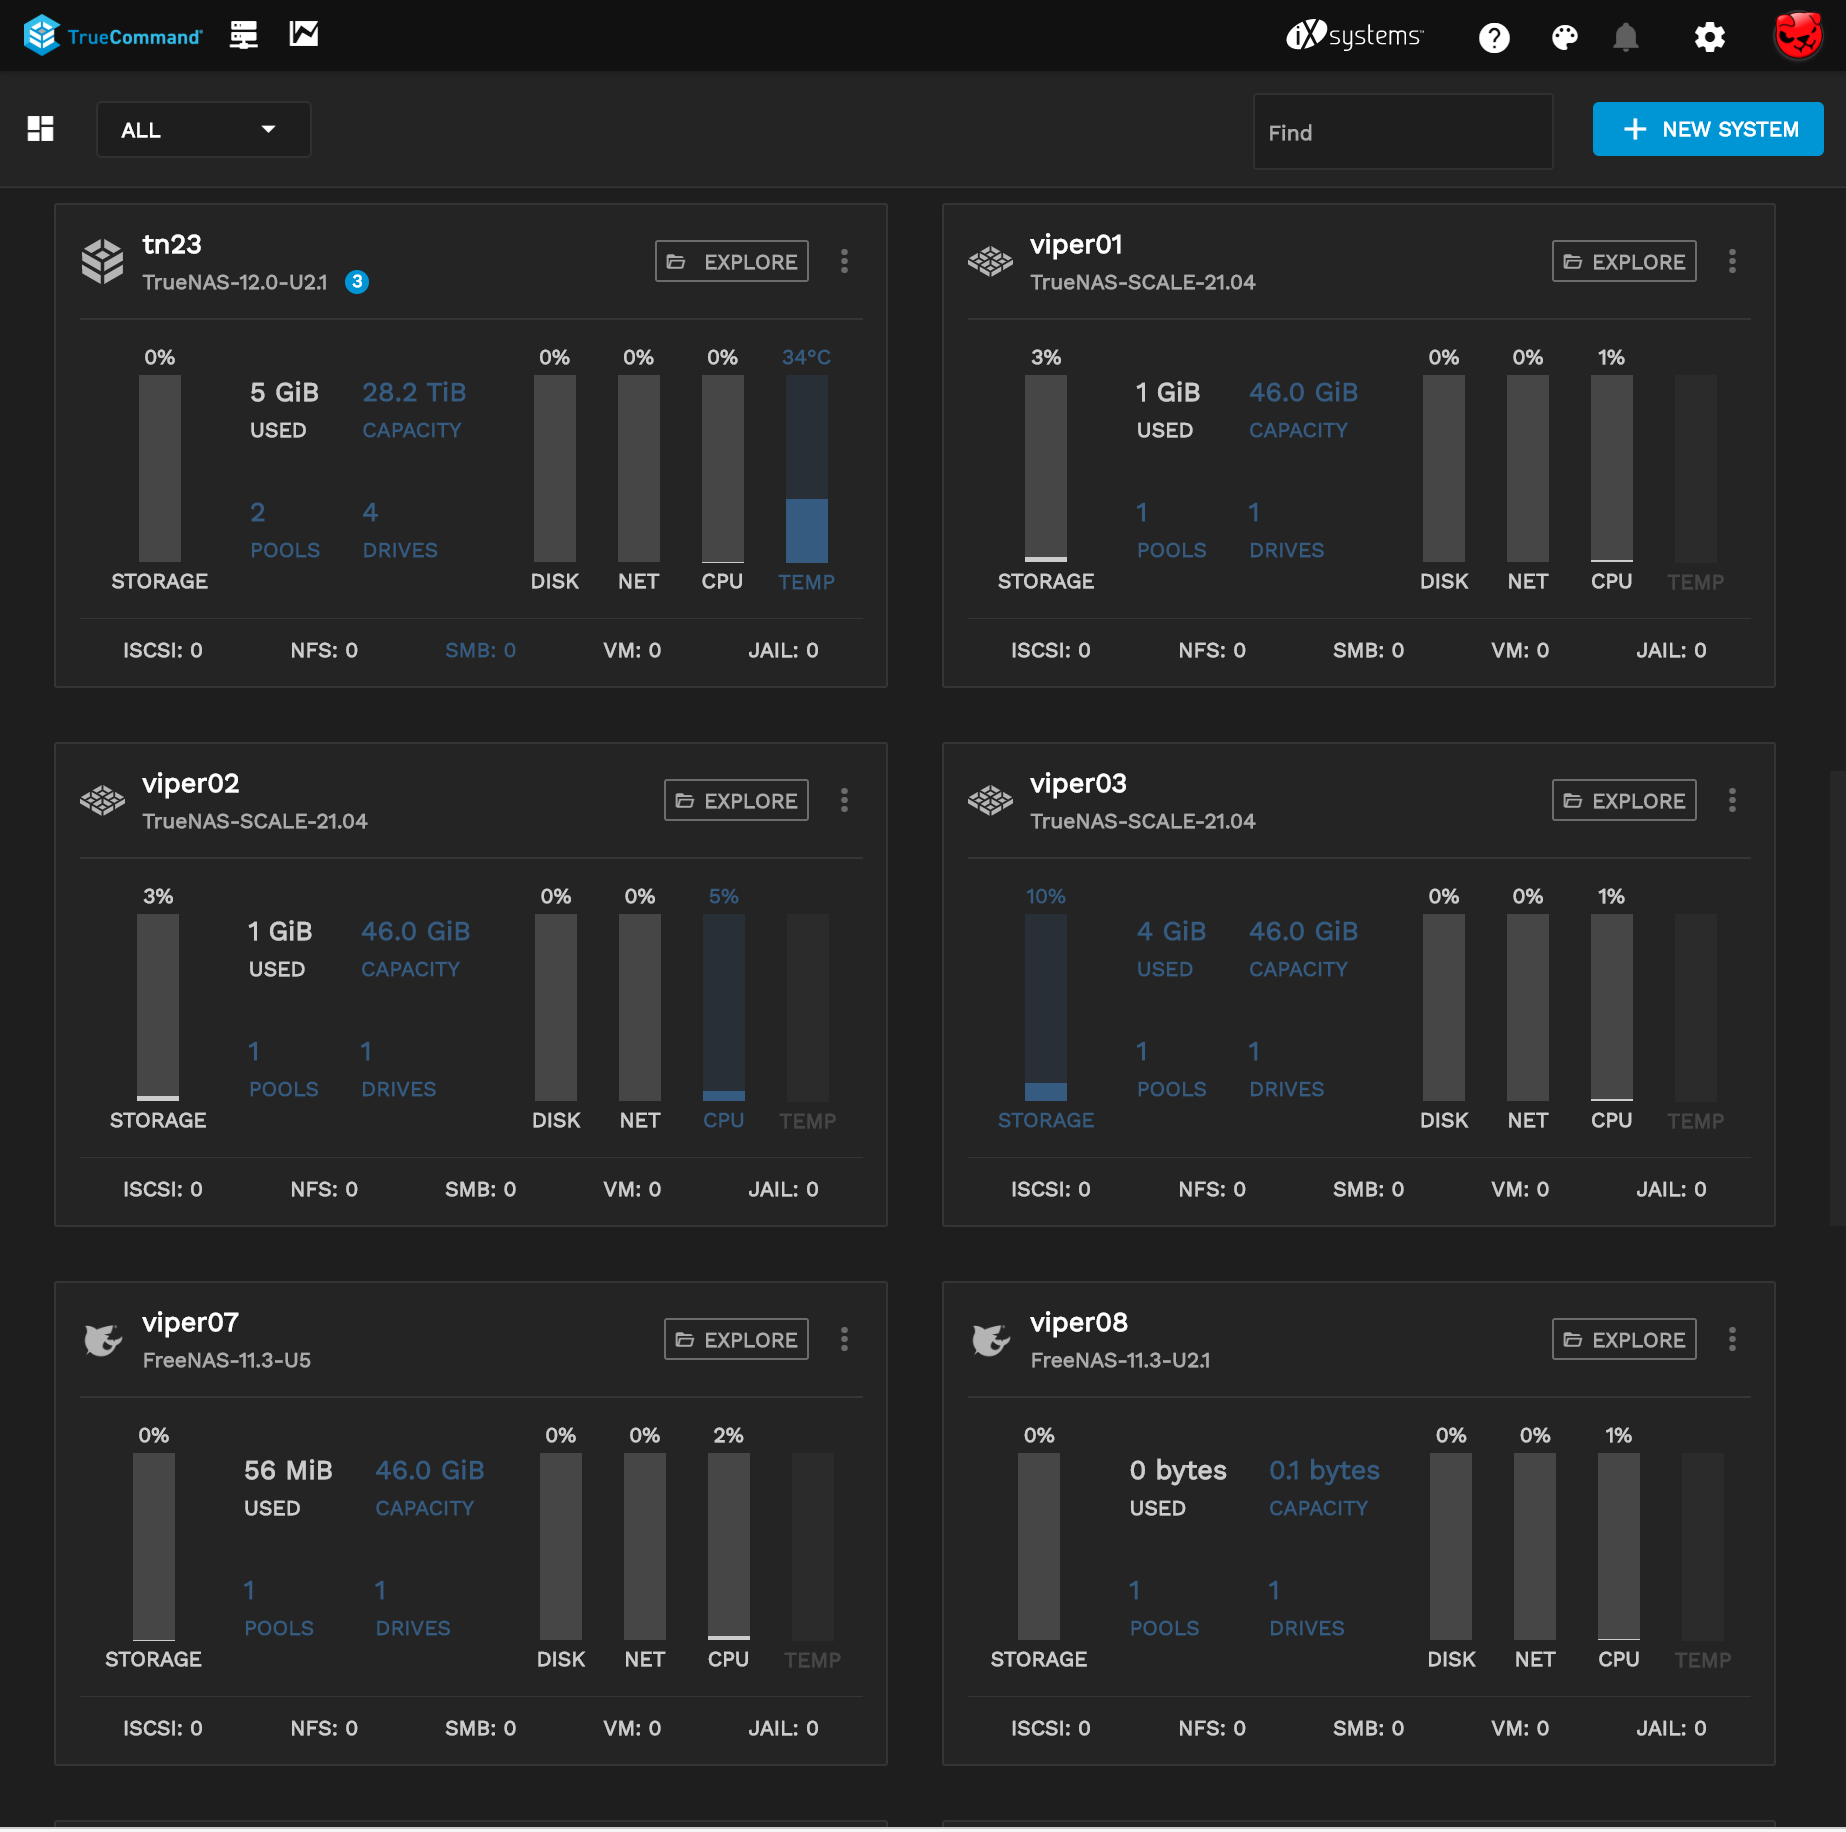 TrueCommand
iXsystems
ALL
Find
NEW SYSTEM
tn23
TrueNAS-12.0-U2.1 3
EXPLORE
0%
5 GiB 28.2 TiB
USED CAPACITY
2 4
POOLS DRIVES
STORAGE
0% 0% 0% 34°C
DISK NET CPU TEMP
ISCSI: 0 NFS: 0 SMB: 0 VM: 0 JAIL: 0
viper01
TrueNAS-SCALE-21.04
EXPLORE
3%
1 GiB 46.0 GiB
USED CAPACITY
1 1
POOLS DRIVES
STORAGE
0% 0% 1%
DISK NET CPU TEMP
ISCSI: 0 NFS: 0 SMB: 0 VM: 0 JAIL: 0
viper02
TrueNAS-SCALE-21.04
EXPLORE
3%
1 GiB 46.0 GiB
USED CAPACITY
1 1
POOLS DRIVES
STORAGE
0% 0% 5%
DISK NET CPU TEMP
ISCSI: 0 NFS: 0 SMB: 0 VM: 0 JAIL: 0
viper03
TrueNAS-SCALE-21.04
EXPLORE
10%
4 GiB 46.0 GiB
USED CAPACITY
1 1
POOLS DRIVES
STORAGE
0% 0% 1%
DISK NET CPU TEMP
ISCSI: 0 NFS: 0 SMB: 0 VM: 0 JAIL: 0
viper07
FreeNAS-11.3-U5
EXPLORE
0%
56 MiB 46.0 GiB
USED CAPACITY
1 1
POOLS DRIVES
STORAGE
0% 0% 2%
DISK NET CPU TEMP
ISCSI: 0 NFS: 0 SMB: 0 VM: 0 JAIL: 0
viper08
FreeNAS-11.3-U2.1
EXPLORE
0%
0 bytes 0.1 bytes
USED CAPACITY
1 1
POOLS DRIVES
STORAGE
0% 0% 1%
DISK NET CPU TEMP
ISCSI: 0 NFS: 0 SMB: 0 VM: 0 JAIL: 0